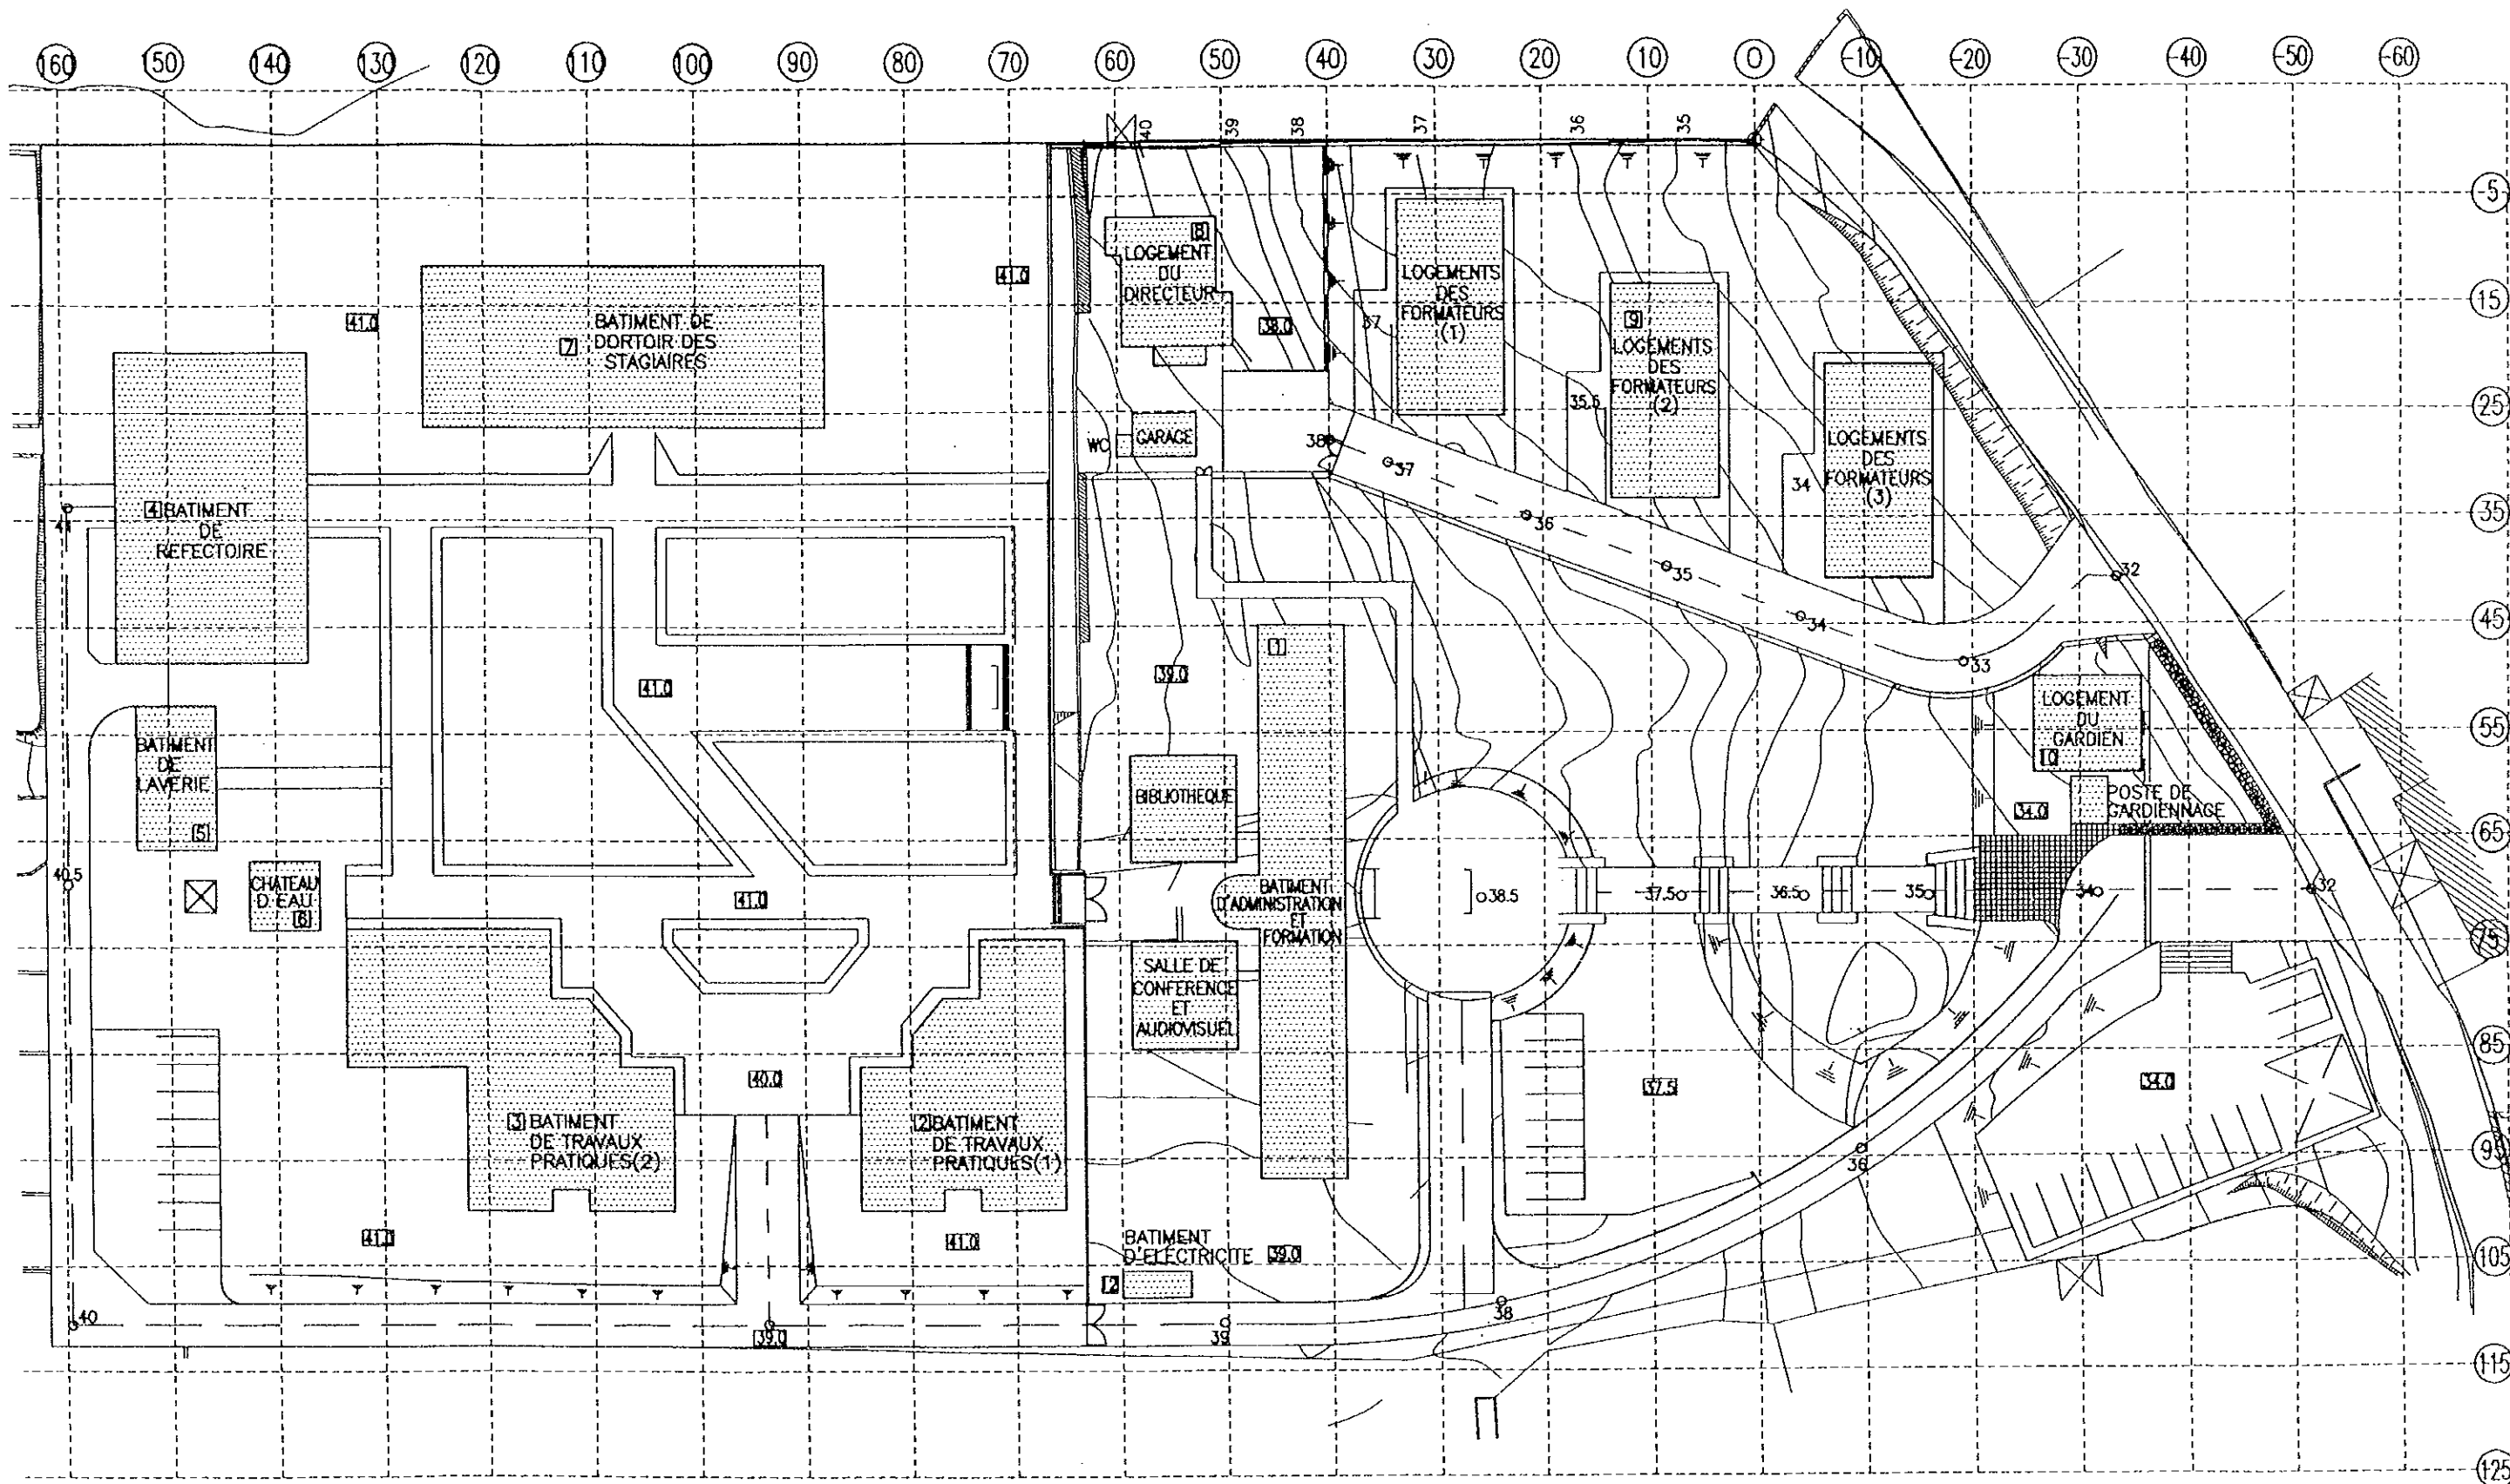 160 150 140 130 120 110 100 90 80 70 60 50 40 30 20 10 0 -10 -20 -30 -40 -50 -60
40 39 38 37 36 35
-5
8
LOGEMENT
DU
DIRECTEUR
41.0
LOGEMENTS
DES
FORMATEURS
(1)
15
41.0
BATIMENT DE
7 DORTOIR DES
STAGIAIRES
38.0
37
9
LOGEMENTS
DES
FORMATEURS
(2)
35.5
25
WC
GARAGE
38
37
LOGEMENTS
DES
FORMATEURS
(3)
34
35
41
4 BATIMENT
DE
REFECTOIRE
36
35
32
34
45
1
33
41.0
39.0
LOGEMENT
DU
GARDIEN
10
55
BATIMENT
DE
LAVERIE
5
BIBLIOTHEQUE
34.0
POSTE DE
GARDIENNAGE
65
40.5
CHATEAU
D'EAU
6
41.0
BATIMENT
D'ADMINISTRATION
ET
FORMATION
38.5
37.5
36.5
35
34
32
75
SALLE DE
CONFERENCE
ET
AUDIOVISUEL
85
40.0
37.5
34.0
3 BATIMENT
DE TRAVAUX
PRATIQUES(2)
2 BATIMENT
DE TRAVAUX
PRATIQUES(1)
36
95
41.0
41.0
BATIMENT
D'ELECTRICITE
39.0
12
105
40
39.0
39
38
115
125